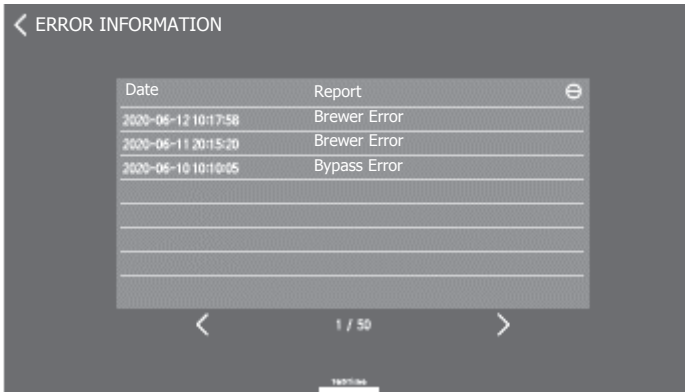 ERROR INFORMATION
Date Report
2020-06-12 10:17:58 Brewer Error
2020-06-11 20:15:20 Brewer Error
2020-06-10 10:10:05 Bypass Error
1 / 50